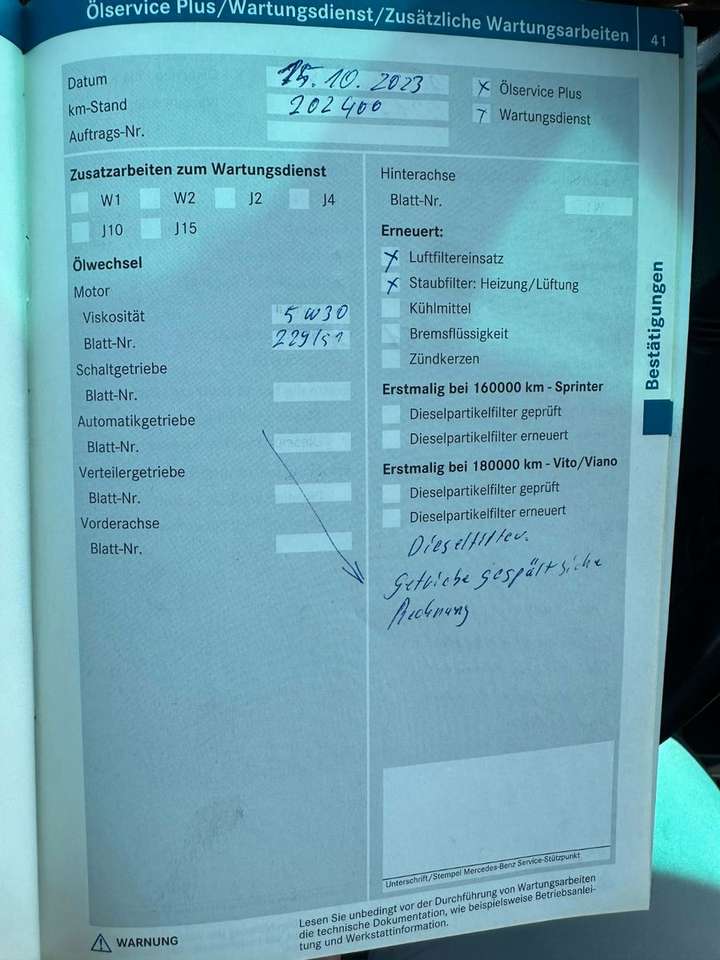 Ölservice Plus/Wartungsdienst/Zusätzliche Wartungsarbeiten 41
Datum 15.10.2023
km-Stand 202400
Auftrags-Nr.
x Ölservice Plus
Wartungsdienst
Zusatzarbeiten zum Wartungsdienst
W1 W2 J2 J4
J10 J15
Ölwechsel
Motor
Viskosität 5W30
Blatt-Nr. 229/51
Schaltgetriebe
Blatt-Nr.
Automatikgetriebe
Blatt-Nr.
Verteilergetriebe
Blatt-Nr.
Vorderachse
Blatt-Nr.
Hinterachse
Blatt-Nr.
Erneuert:
x Luftfiltereinsatz
x Staubfilter: Heizung/Lüftung
Kühlmittel
Bremsflüssigkeit
Zündkerzen
Erstmalig bei 160000 km - Sprinter
Dieselpartikelfilter geprüft
Dieselpartikelfilter erneuert
Erstmalig bei 180000 km - Vito/Viano
Dieselpartikelfilter geprüft
Dieselpartikelfilter erneuert
Dieselfilter.
Getriebe gespült siehe
Rechnung
Unterschrift/Stempel Mercedes-Benz Service-Stützpunkt
Bestätigungen
WARNUNG
Lesen Sie unbedingt vor der Durchführung von Wartungsarbeiten
die technische Dokumentation, wie beispielsweise Betriebsanlei-
tung und Werkstattinformation.